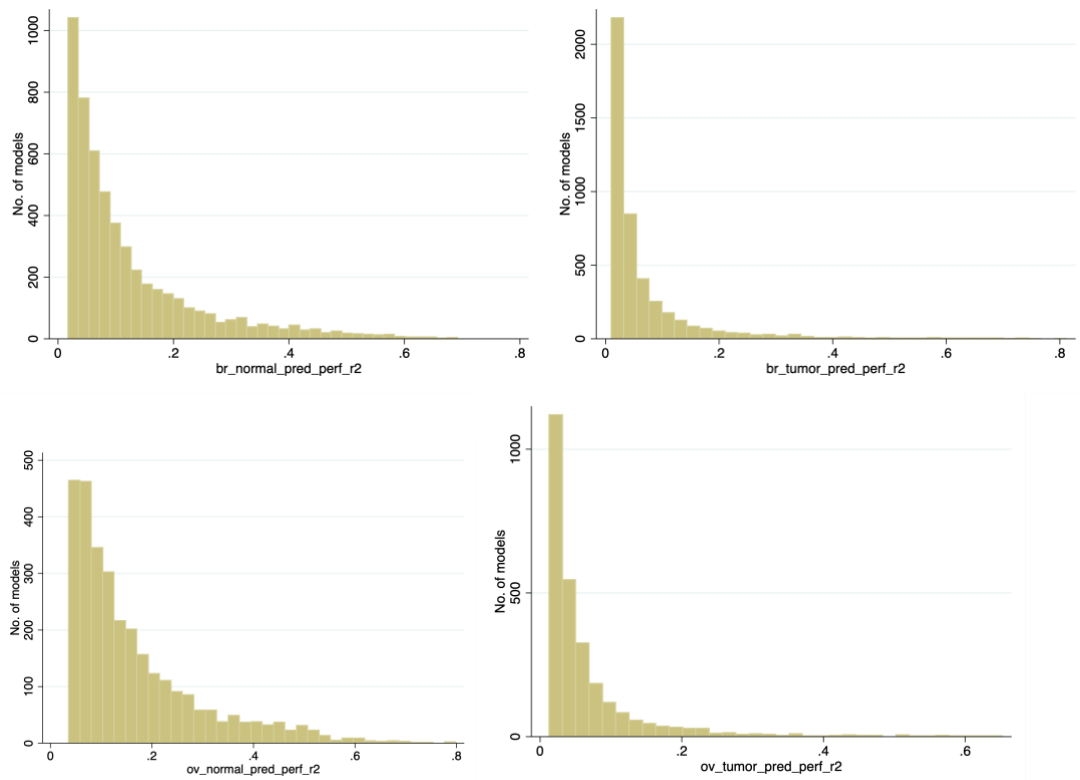 No. of models
0 200 400 600 800 1000
0 .2 .4 .6 .8
br_normal_pred_perf_r2
No. of models
0 500 1000 1500 2000
0 .2 .4 .6 .8
br_tumor_pred_perf_r2
No. of models
0 100 200 300 400 500
0 .2 .4 .6 .8
ov_normal_pred_perf_r2
No. of models
0 500 1000
0 .2 .4 .6
ov_tumor_pred_perf_r2